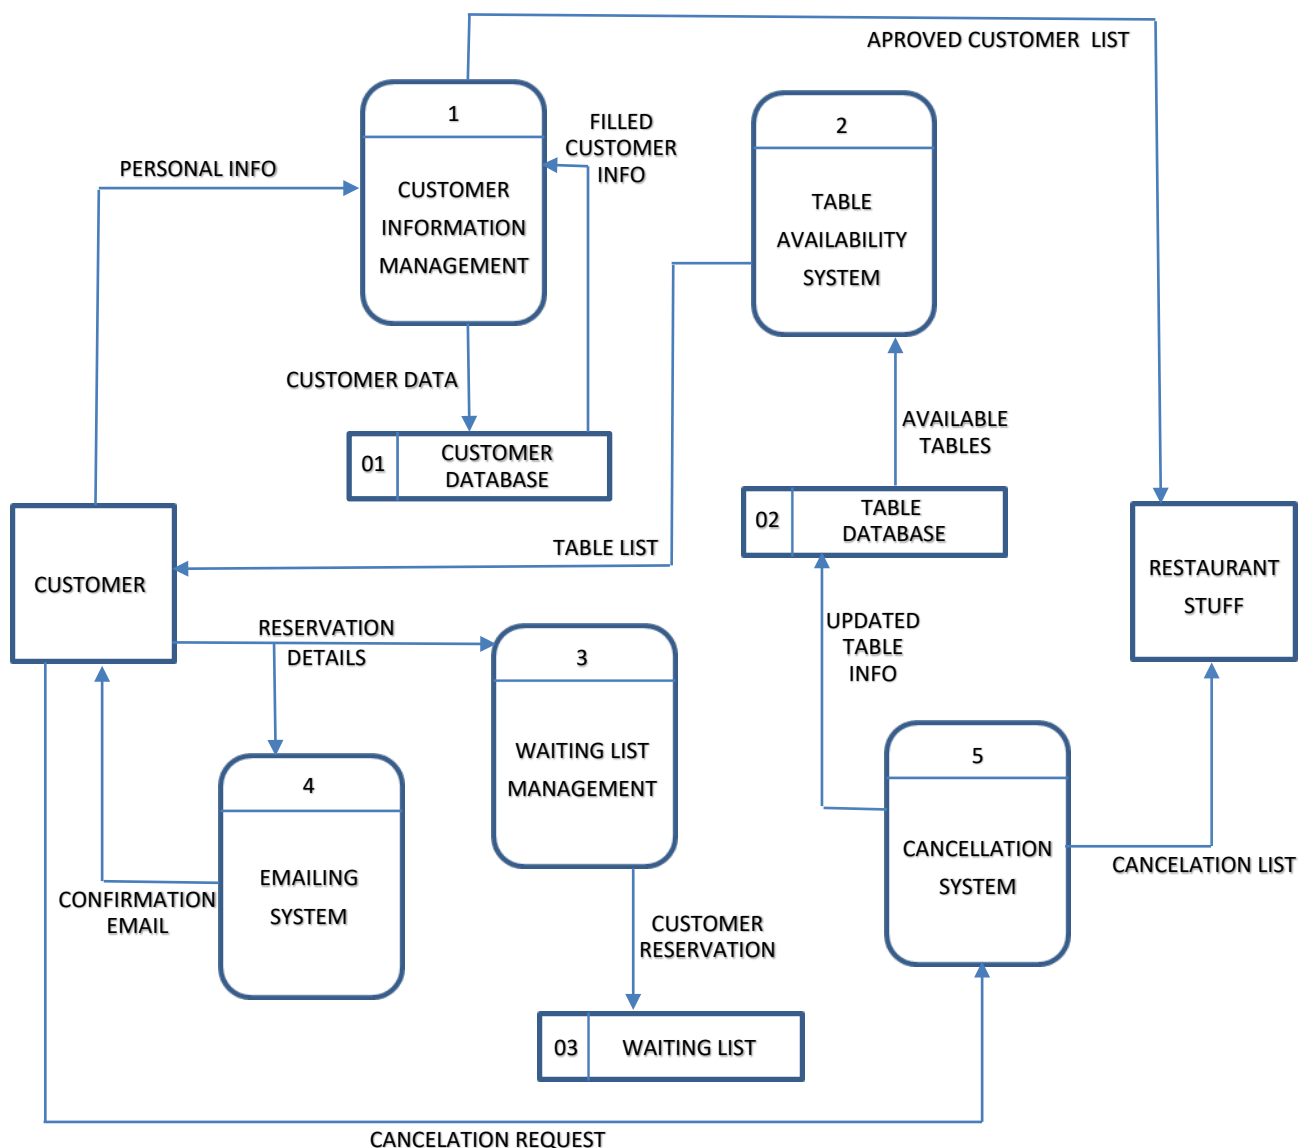 APROVED CUSTOMER  LIST
1
CUSTOMER
INFORMATION
MANAGEMENT
FILLED
CUSTOMER
INFO
2
TABLE
AVAILABILITY
SYSTEM
PERSONAL INFO
CUSTOMER DATA
01
CUSTOMER
DATABASE
AVAILABLE
TABLES
02
TABLE
DATABASE
TABLE LIST
CUSTOMER
RESTAURANT
STUFF
RESERVATION
DETAILS
UPDATED
TABLE
INFO
3
WAITING LIST
MANAGEMENT
4
EMAILING
SYSTEM
5
CANCELLATION
SYSTEM
CANCELATION LIST
CONFIRMATION
EMAIL
CUSTOMER
RESERVATION
03
WAITING LIST
CANCELATION REQUEST